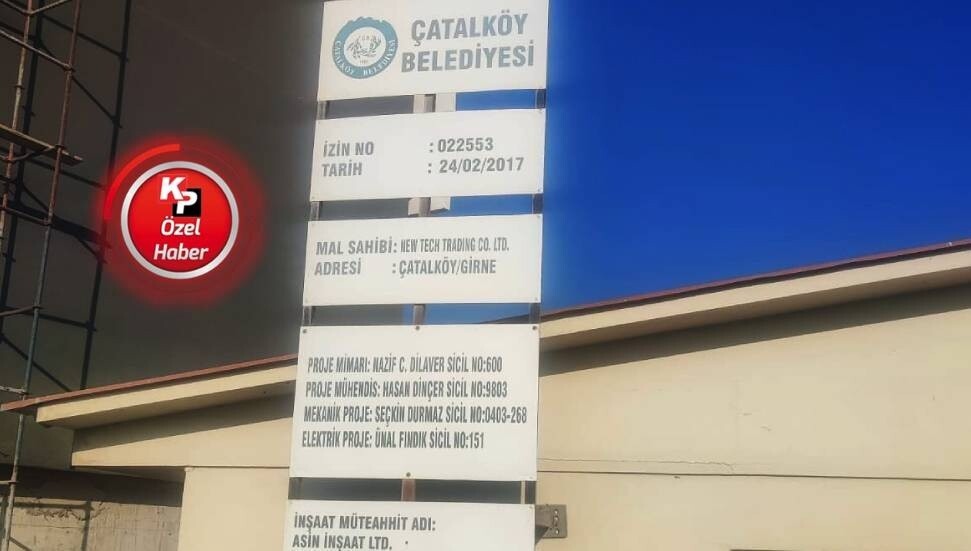 ÇATALKÖY
BELEDİYESİ
ÇATALKÖY BELEDİYESİ
İZİN NO : 022553
TARİH : 24/02/2017
KP
Özel
Haber
MAL SAHİBİ: NEW TECH TRADING CO. LTD.
ADRESİ : ÇATALKÖY/GİRNE
PROJE MİMARI: NAZİF C. DİLAVER SİCİL NO:600
PROJE MÜHENDİS: HASAN DİNÇER SİCİL NO:9803
MEKANİK PROJE: SEÇKİN DURMAZ SİCİL NO:0403-268
ELEKTRİK PROJE: ÜNAL FINDIK SİCİL NO:151
İNŞAAT MÜTEAHHİT ADI:
ASİN İNŞAAT LTD.